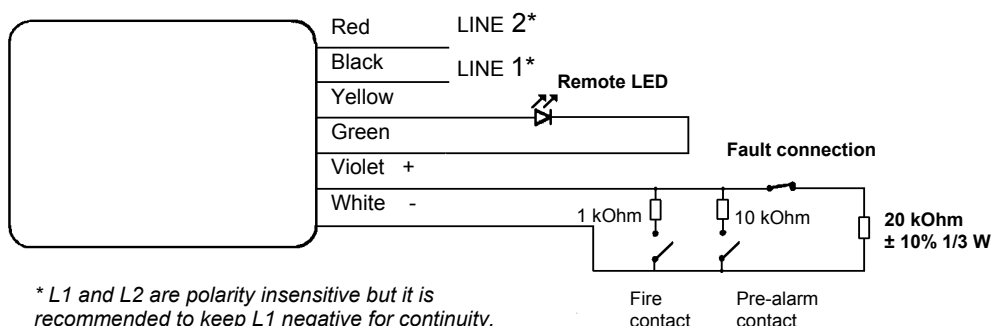 Red
LINE 2*
Black
LINE 1*
Yellow
Remote LED
Green
Violet +
Fault connection
White -
1 kOhm
10 kOhm
20 kOhm
± 10% 1/3 W
* L1 and L2 are polarity insensitive but it is
recommended to keep L1 negative for continuity.
Fire
contact
Pre-alarm
contact